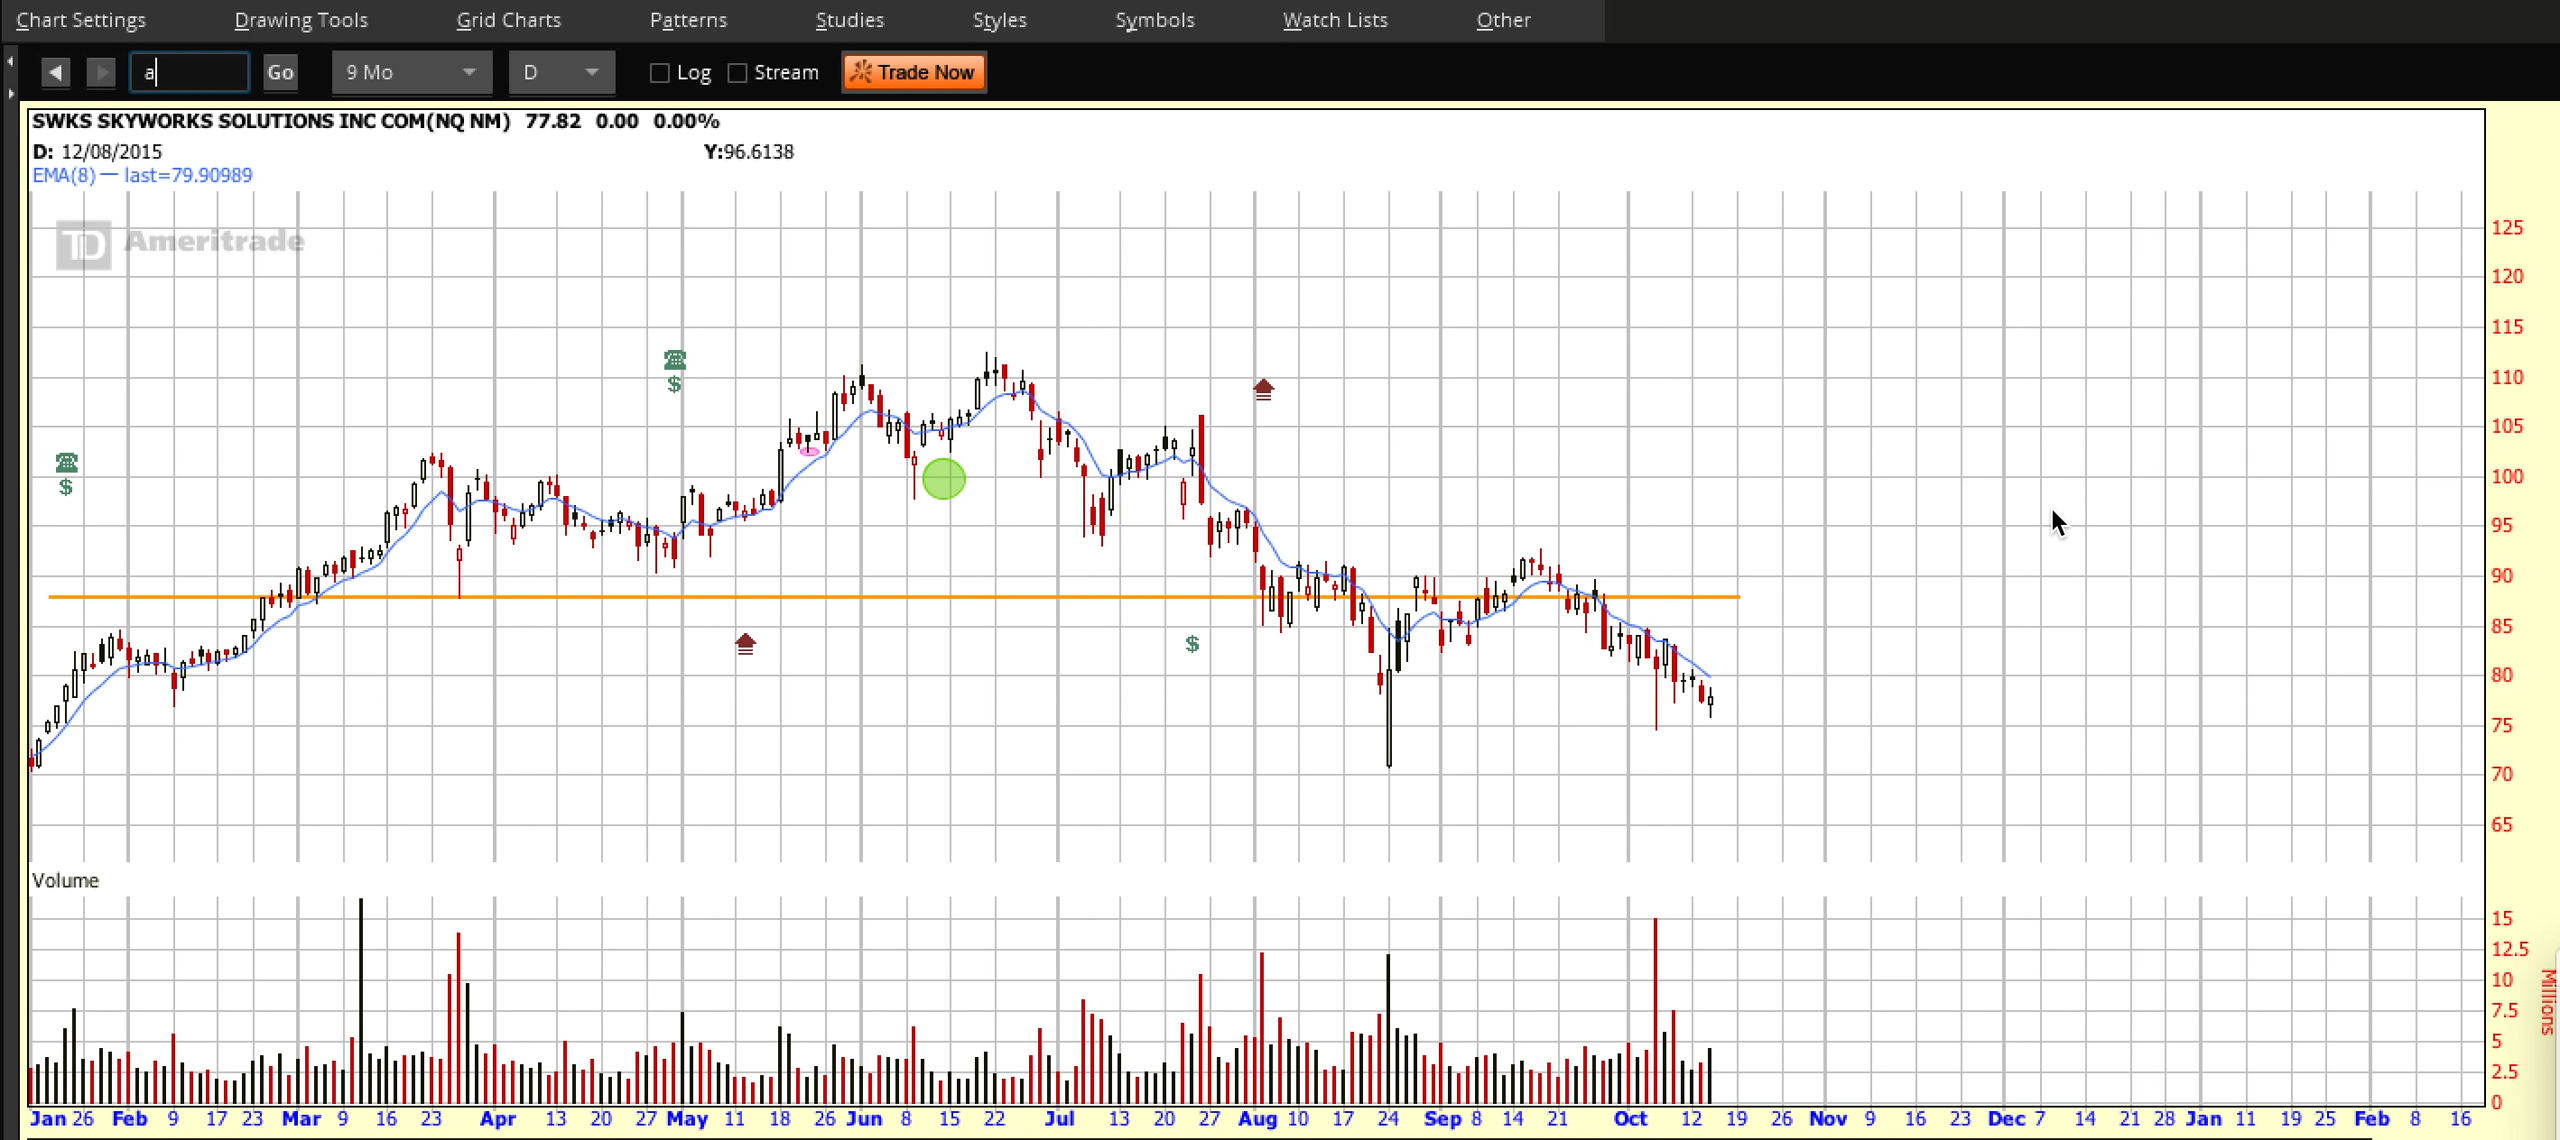 Chart Settings Drawing Tools Grid Charts Patterns Studies Styles Symbols Watch Lists Other
a Go 9 Mo D Log Stream Trade Now
SWKS SKYWORKS SOLUTIONS INC COM(NQ NM) 77.82 0.00 0.00%
D: 12/08/2015 Y:96.6138
EMA(8) — last=79.90989
TD Ameritrade
125
120
115
110
105
100
95
90
85
80
75
70
65
$
$
$
Volume
15
12.5
10
7.5
5
2.5
0
Millions
Jan 26 Feb 9 17 23 Mar 9 16 23 Apr 13 20 27 May 11 18 26 Jun 8 15 22 Jul 13 20 27 Aug 10 17 24 Sep 8 14 21 Oct 12 19 26 Nov 9 16 23 Dec 7 14 21 28 Jan 11 19 25 Feb 8 16